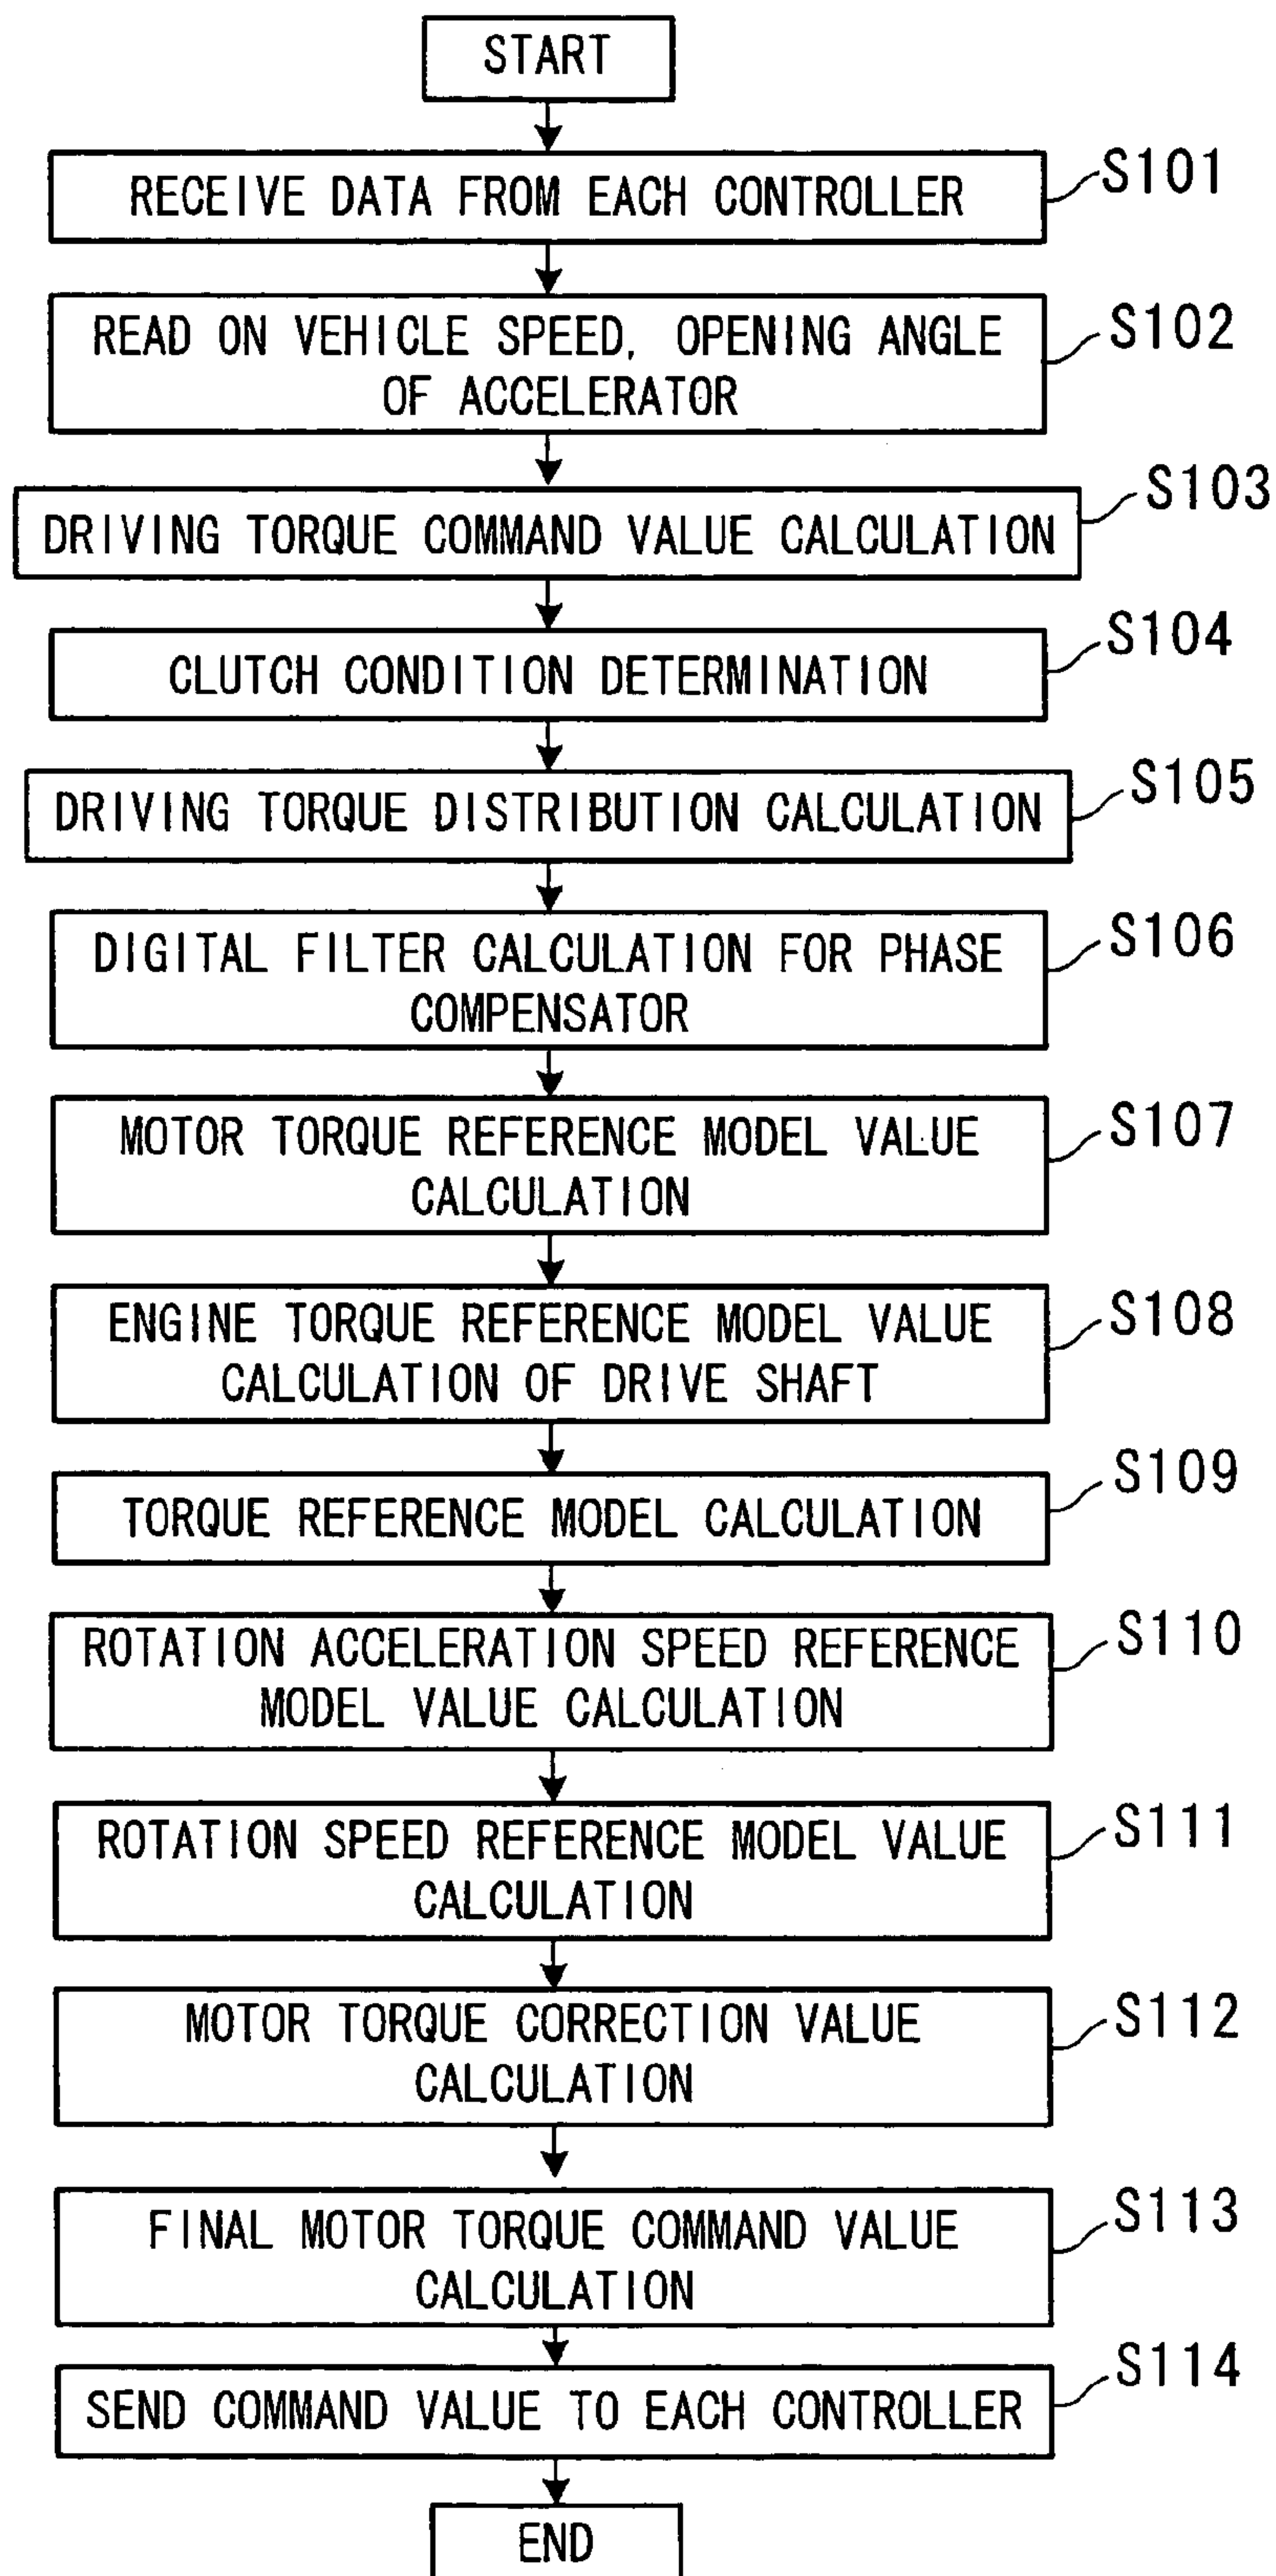 START
RECEIVE DATA FROM EACH CONTROLLER
S101
READ ON VEHICLE SPEED, OPENING ANGLE
OF ACCELERATOR
S102
DRIVING TORQUE COMMAND VALUE CALCULATION
S103
CLUTCH CONDITION DETERMINATION
S104
DRIVING TORQUE DISTRIBUTION CALCULATION
S105
DIGITAL FILTER CALCULATION FOR PHASE
COMPENSATOR
S106
MOTOR TORQUE REFERENCE MODEL VALUE
CALCULATION
S107
ENGINE TORQUE REFERENCE MODEL VALUE
CALCULATION OF DRIVE SHAFT
S108
TORQUE REFERENCE MODEL CALCULATION
S109
ROTATION ACCELERATION SPEED REFERENCE
MODEL VALUE CALCULATION
S110
ROTATION SPEED REFERENCE MODEL VALUE
CALCULATION
S111
MOTOR TORQUE CORRECTION VALUE
CALCULATION
S112
FINAL MOTOR TORQUE COMMAND VALUE
CALCULATION
S113
SEND COMMAND VALUE TO EACH CONTROLLER
S114
END